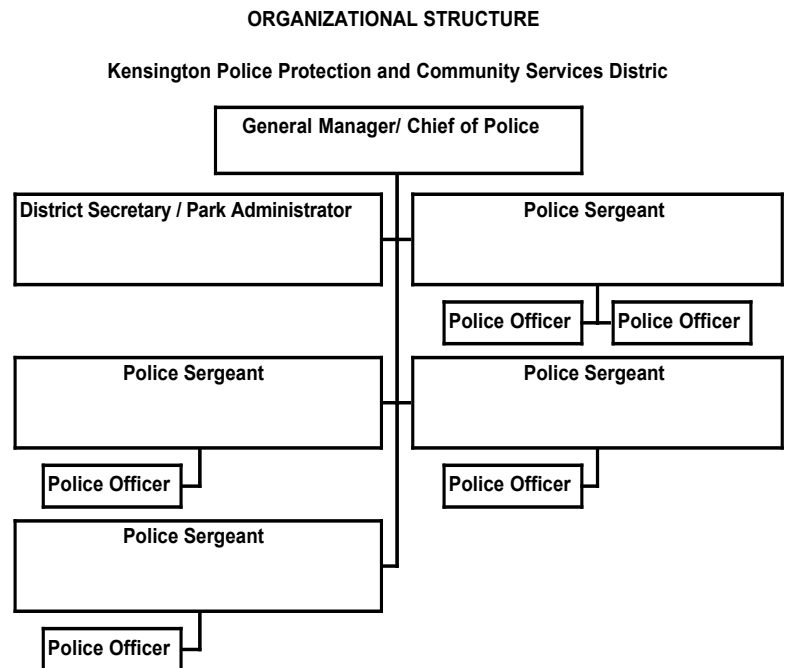 ORGANIZATIONAL STRUCTURE
Kensington Police Protection and Community Services Distric
General Manager/ Chief of Police
District Secretary / Park Administrator
Police Sergeant
Police Officer
Police Officer
Police Sergeant
Police Sergeant
Police Officer
Police Officer
Police Sergeant
Police Officer